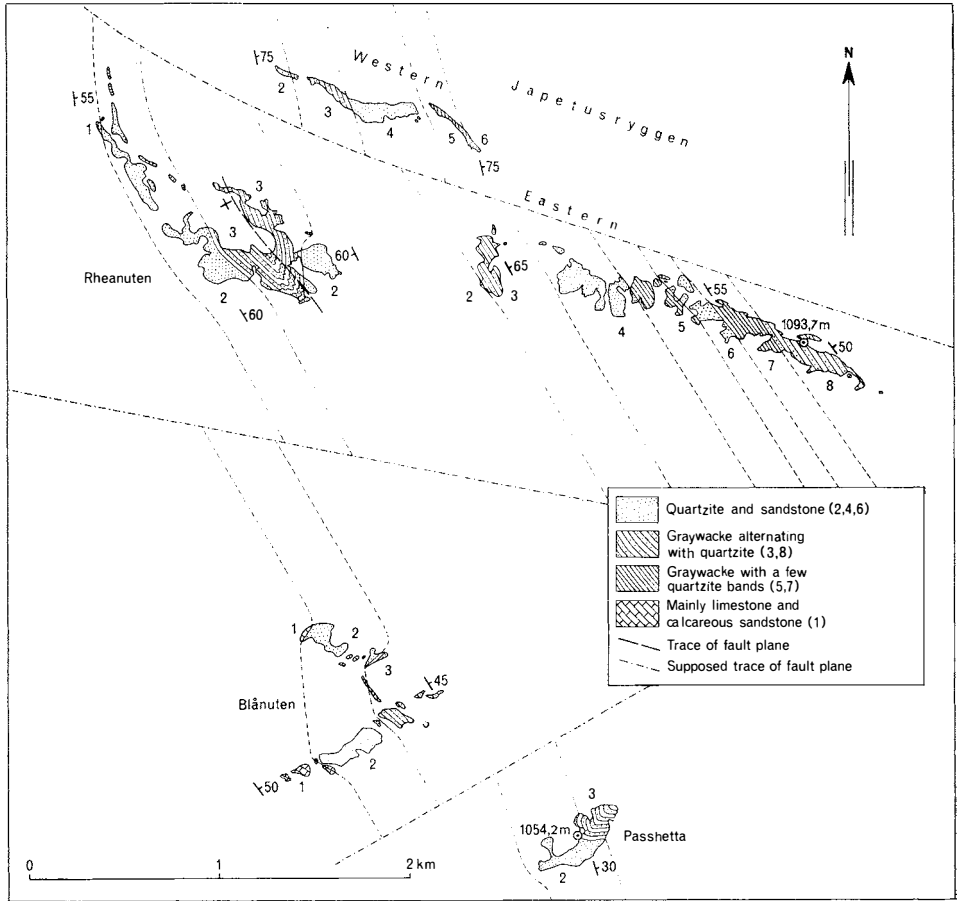 N
75
Western
Japetusryggen
2
3
4
5
6
75
55
1
3
Eastern
3
60
65
Rheanuten
2
60
2
2
3
4
55
5
1093,7m
50
6
7
8
Quartzite and sandstone (2,4,6)
Graywacke alternating
with quartzite (3,8)
Graywacke with a few
quartzite bands (5,7)
Mainly limestone and
calcareous sandstone (1)
Trace of fault plane
Supposed trace of fault plane
1
2
3
45
Blånuten
2
50
1
3
1054,2m
Passhetta
2
30
0
1
2 km